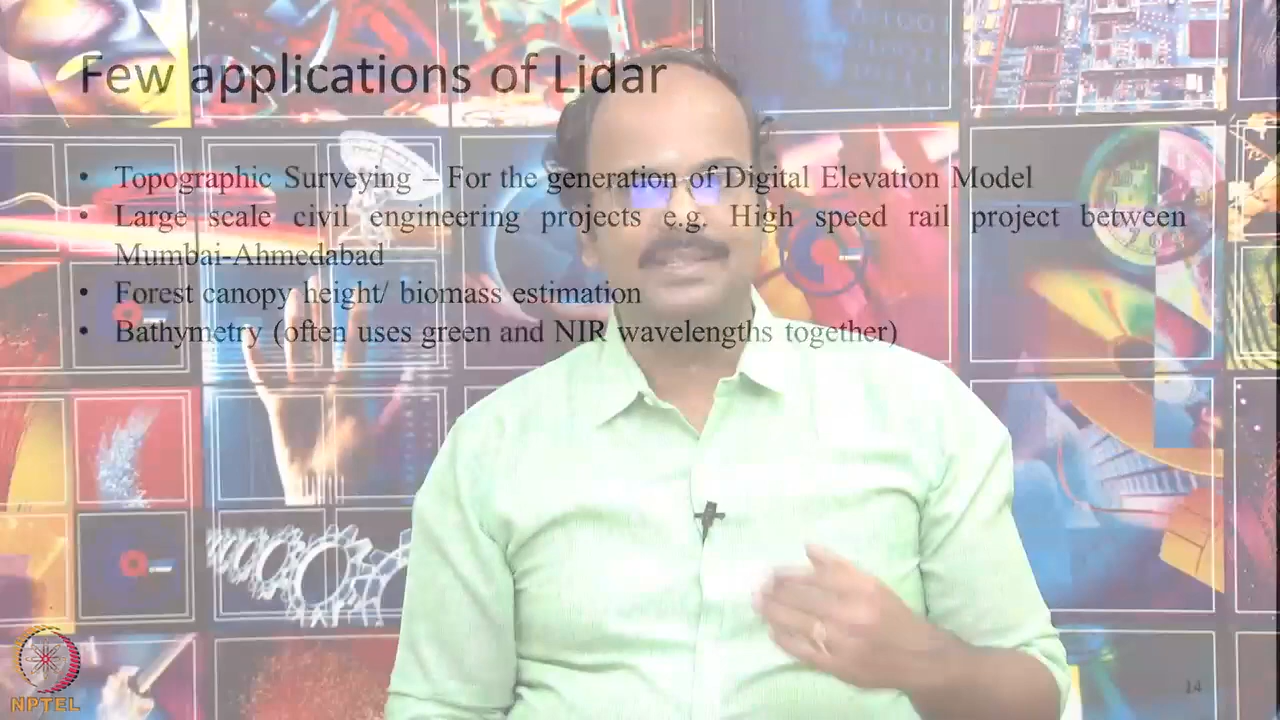 Few applications of Lidar
• Topographic Surveying – For the generation of Digital Elevation Model
• Large scale civil engineering projects e.g. High speed rail project between
Mumbai-Ahmedabad
• Forest canopy height/ biomass estimation
• Bathymetry (often uses green and NIR wavelengths together)
NPTEL
14